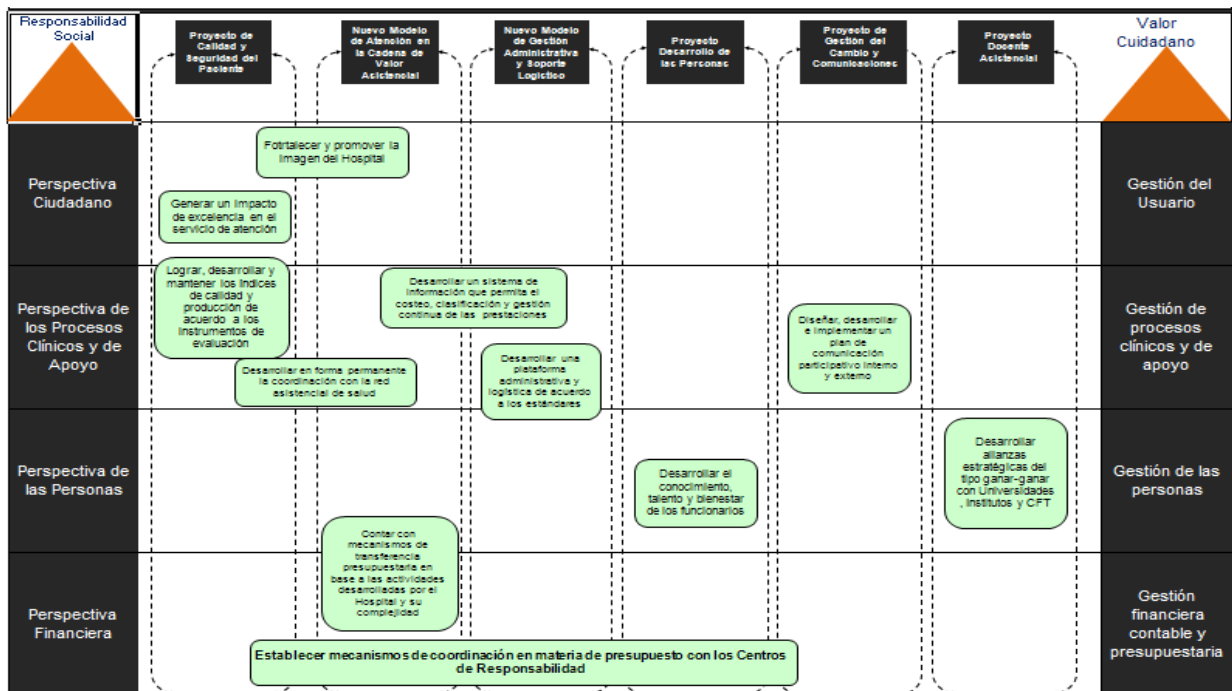 Responsabilidad
Social
Proyecto de
Calidad y
Seguridad del
Paciente
Nuevo Modelo
de Atención en
la Cadena de
Valor
Asistencial
Nuevo Modelo
de Gestión
Administrativa
y Soporte
Logístico
Proyecto
Desarrollo de
las Personas
Proyecto de
Gestión del
Cambio y
Comunicaciones
Proyecto
Docente
Asistencial
Valor
Cuidadano
Perspectiva
Ciudadano
Fotrtalecer y promover la
Imagen del Hospital
Generar un impacto
de excelencia en el
servicio de atención
Gestión del
Usuario
Perspectiva de
los Procesos
Clínicos y de
Apoyo
Lograr, desarrollar y
mantener los índices
de calidad y
producción de
acuerdo a los
instrumentos de
evaluación
Desarrollar un sistema de
información que permita el
costeo, clasificación y gestión
continua de las prestaciones
Diseñar, desarrollar
e implementar un
plan de
comunicación
participativo interno
y externo
Desarrollar en forma permanente
la coordinación con la red
asistencial de salud
Desarrollar una
plataforma
administrativa y
logística de acuerdo
a los estándares
Gestión de
procesos
clínicos y de
apoyo
Perspectiva de
las Personas
Desarrollar el
conocimiento,
talento y bienestar
de los funcionarios
Desarrollar
alianzas
estratégicas del
tipo ganar-ganar
con Universidades
, Institutos y CFT
Gestión de las
personas
Perspectiva
Financiera
Contar con
mecanismos de
transferencia
presupuestaria en
base a las actividades
desarrolladas por el
Hospital y su
complejidad
Establecer mecanismos de coordinación en materia de presupuesto con los Centros
de Responsabilidad
Gestión
financiera
contable y
presupuestaria